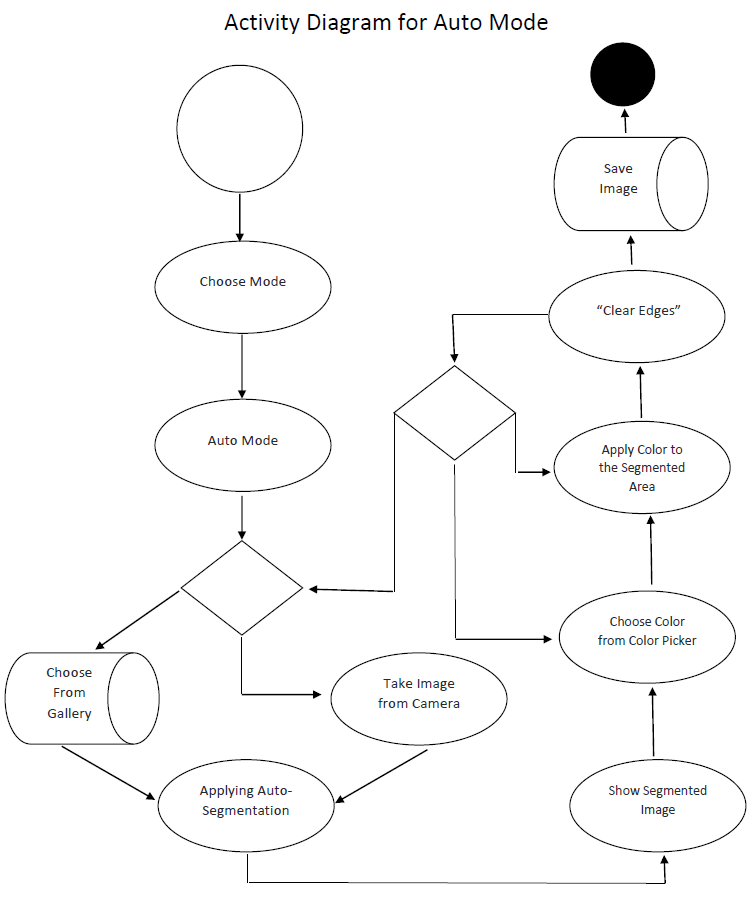 Activity Diagram for Auto Mode
Choose Mode
Auto Mode
Choose
From
Gallery
Take Image
from Camera
Applying Auto-
Segmentation
Show Segmented
Image
Choose Color
from Color Picker
Apply Color to
the Segmented
Area
“Clear Edges”
Save
Image